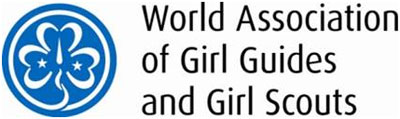 World Association
of Girl Guides
and Girl Scouts